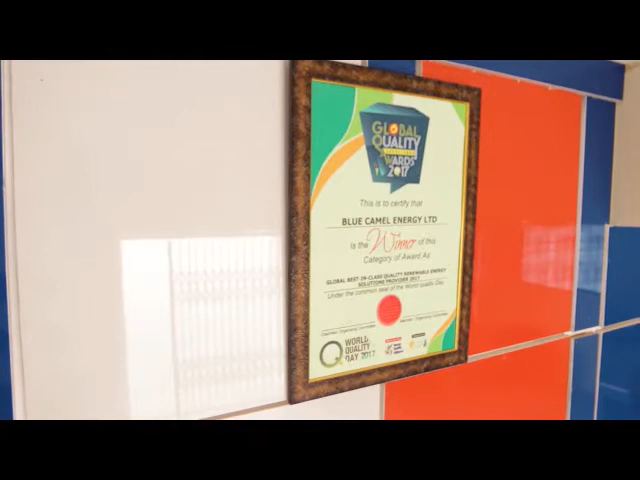 GLOBAL
QUALITY
AWARDS
2017
This is to certify that
BLUE CAMEL ENERGY LTD
is the Winner of this
Category of Award As
GLOBAL BEST-IN-CLASS QUALITY RENEWABLE ENERGY
SOLUTIONS PROVIDER 2017
Under the common seal of the World quality Day
WORLD
QUALITY
DAY 2017